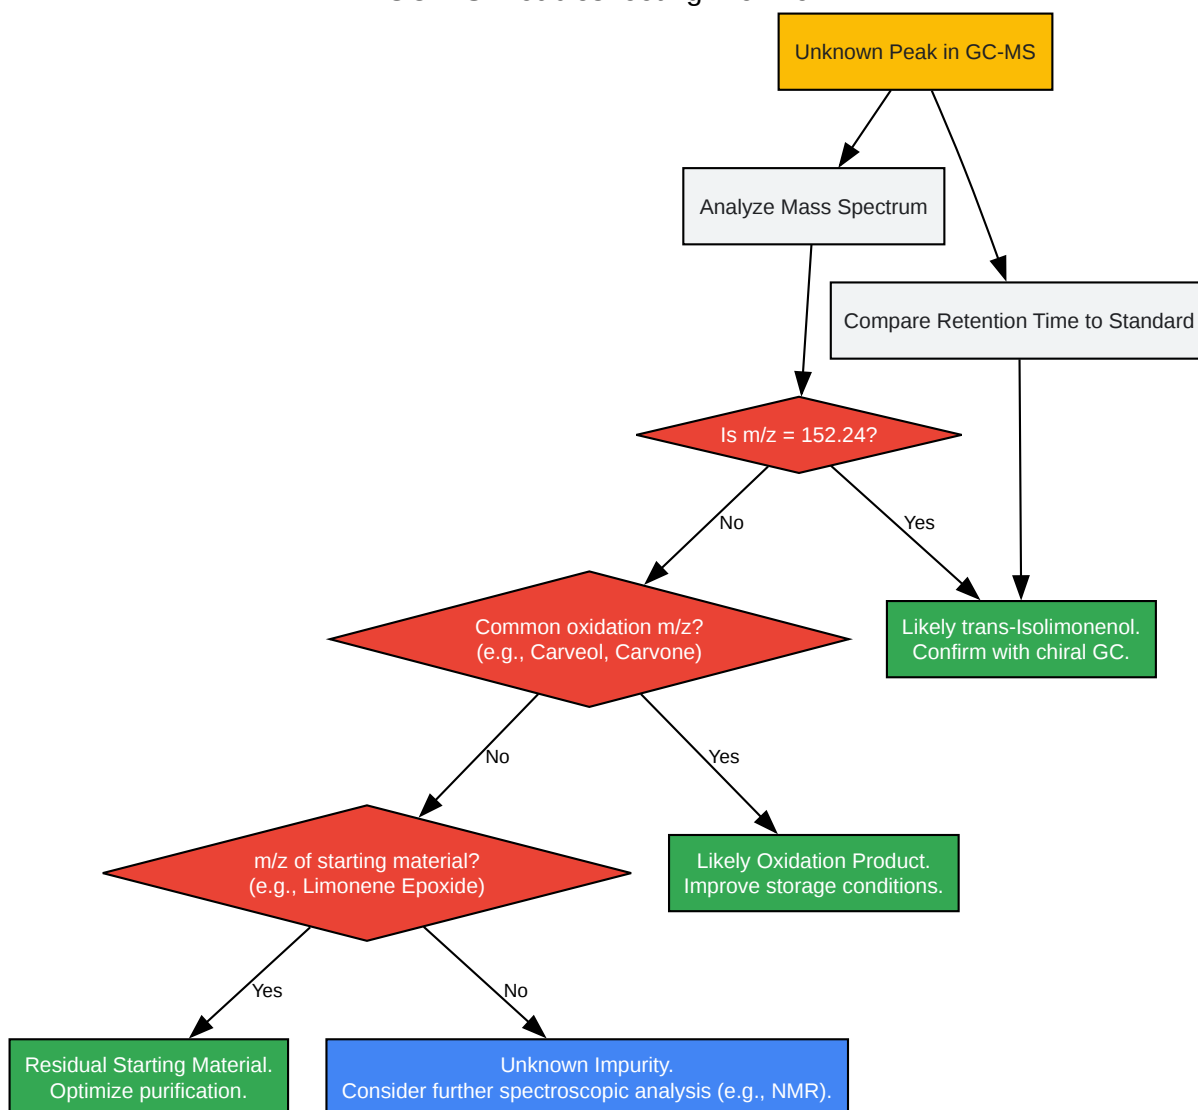 Unknown Peak in GC-MS
Analyze Mass Spectrum
Compare Retention Time to Standard
Is m/z = 152.24?
No
Yes
Common oxidation m/z?
(e.g., Carveol, Carvone)
Likely trans-Isolimonenol.
Confirm with chiral GC.
No
Yes
m/z of starting material?
(e.g., Limonene Epoxide)
Likely Oxidation Product.
Improve storage conditions.
Yes
No
Residual Starting Material.
Optimize purification.
Unknown Impurity.
Consider further spectroscopic analysis (e.g., NMR).